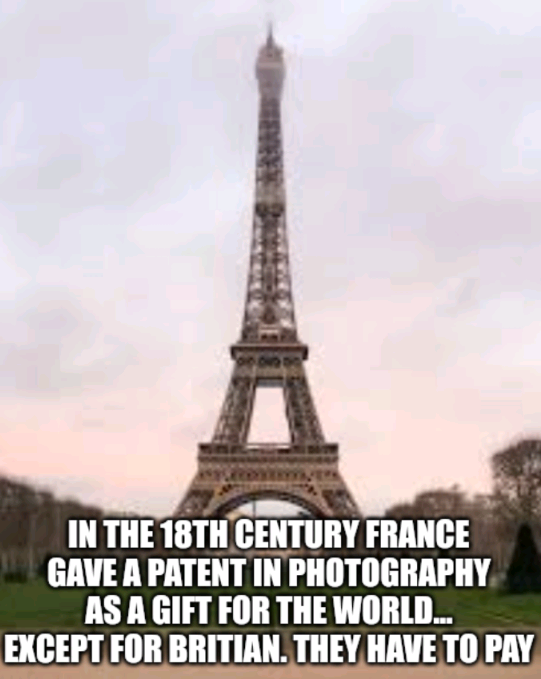 IN THE 18TH CENTURY FRANCE
GAVE A PATENT IN PHOTOGRAPHY
AS A GIFT FOR THE WORLD...
EXCEPT FOR BRITIAN. THEY HAVE TO PAY